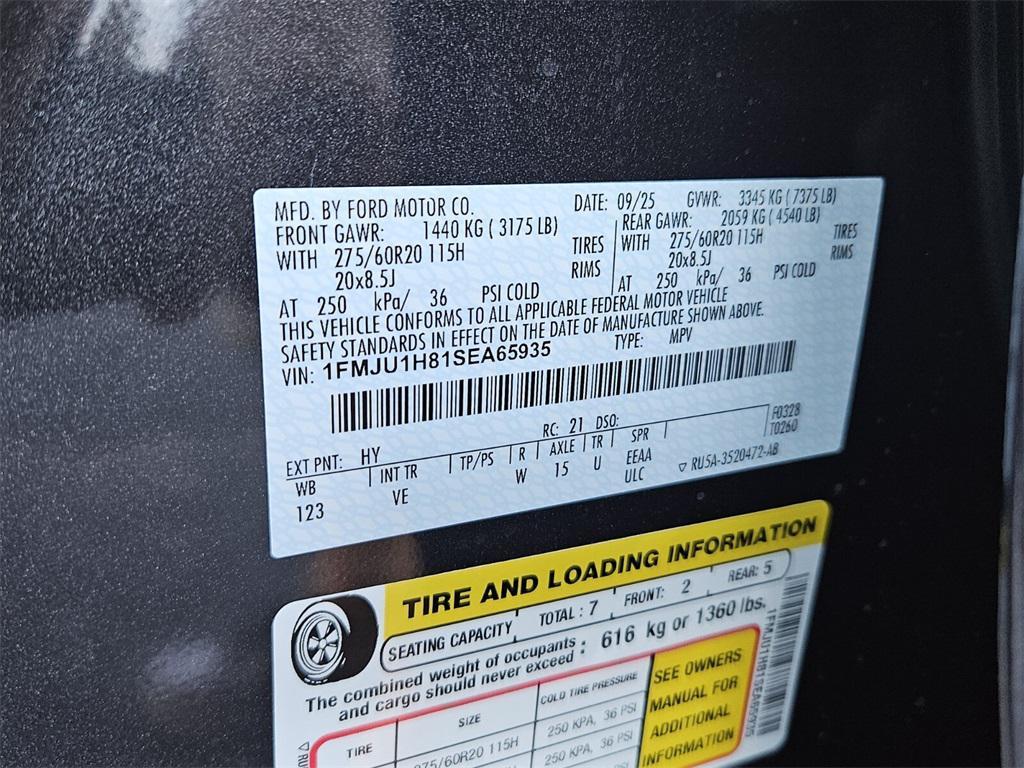 MFD. BY FORD MOTOR CO. DATE: 09/25 GVWR: 3345 KG ( 7375 LB)
FRONT GAWR: 1440 KG ( 3175 LB) REAR GAWR: 2059 KG ( 4540 LB)
WITH 275/60R20 115H TIRES WITH 275/60R20 115H TIRES
20x8.5J RIMS 20x8.5J RIMS
AT 250 kPa/ 36 PSI COLD AT 250 kPa/ 36 PSI COLD
THIS VEHICLE CONFORMS TO ALL APPLICABLE FEDERAL MOTOR VEHICLE
SAFETY STANDARDS IN EFFECT ON THE DATE OF MANUFACTURE SHOWN ABOVE.
VIN: 1FMJU1H81SEA65935 TYPE: MPV
EXT PNT: HY RC: 21 DSO: F0328
T0260
WB INT TR TP/PS R AXLE TR SPR
123 VE W 15 U EEAA
ULC
▽ RU5A-3520472-AB
TIRE AND LOADING INFORMATION
SEATING CAPACITY TOTAL : 7 FRONT: 2 REAR: 5
The combined weight of occupants
and cargo should never exceed : 616 kg or 1360 lbs.
TIRE SIZE COLD TIRE PRESSURE
275/60R20 115H 250 KPA, 36 PSI
250 KPA, 36 PSI
SEE OWNERS
MANUAL FOR
ADDITIONAL
INFORMATION
1FMJU1H81SEA65935